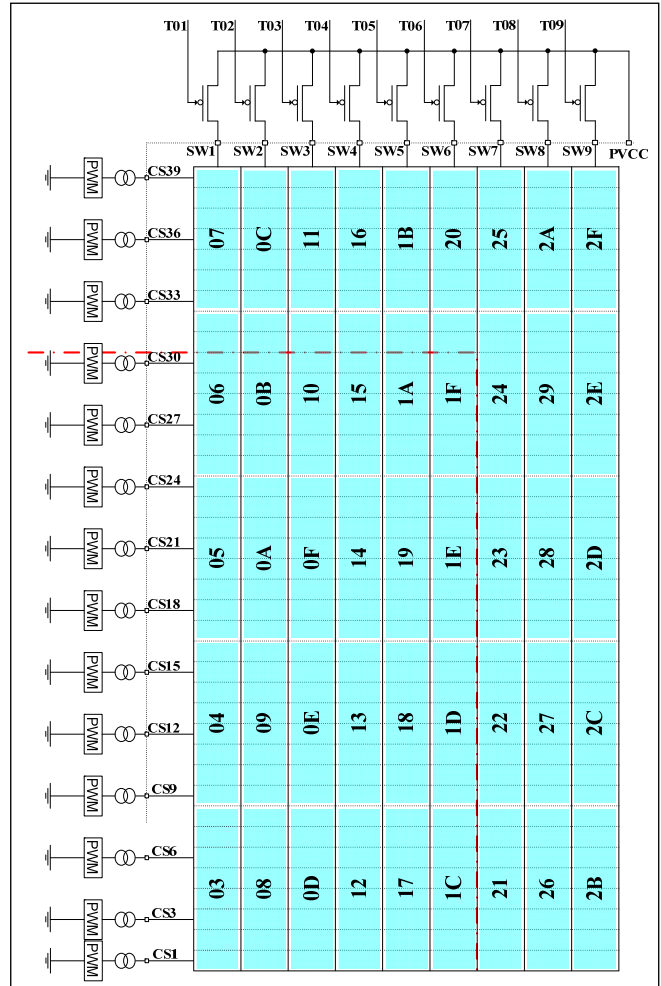 T01 T02 T03 T04 T05 T06 T07 T08 T09
SW1 SW2 SW3 SW4 SW5 SW6 SW7 SW8 SW9 PVCC
PWM CS39
PWM CS36 07 0C 11 16 1B 20 25 2A 2F
PWM CS33
PWM CS30
06 0B 10 15 1A 1F 24 29 2E
PWM CS27
PWM CS24
PWM CS21 05 0A 0F 14 19 1E 23 28 2D
PWM CS18
PWM CS15
PWM CS12 04 09 0E 13 18 1D 22 27 2C
PWM CS9
PWM CS6
03 08 0D 12 17 1C 21 26 2B
PWM CS3
PWM CS1